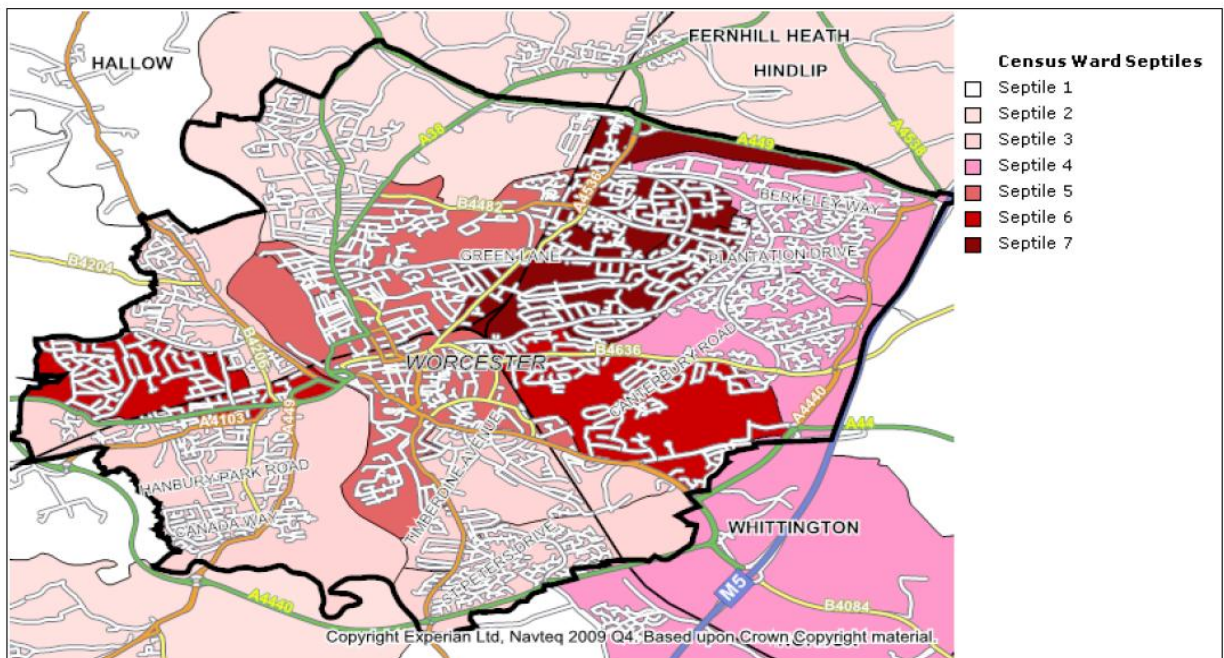 HALLOW
FERNHILL HEATH
HINDLIP
A38
A449
A4538
A4536
B4482
BERKELEY WAY
GREEN LANE
PLANTATION DRIVE
B4204
B4206
WORCESTER
B4636
CANTERBURY ROAD
A4440
A44
A4103
A449
HANBURY PARK ROAD
TIMBERDINE AVENUE
CANADA WAY
WHITTINGTON
ST PETERS DRIVE
M5
A4440
B4084
Copyright Experian Ltd, Navteq 2009 Q4. Based upon Crown Copyright material.
Census Ward Septiles
Septile 1
Septile 2
Septile 3
Septile 4
Septile 5
Septile 6
Septile 7